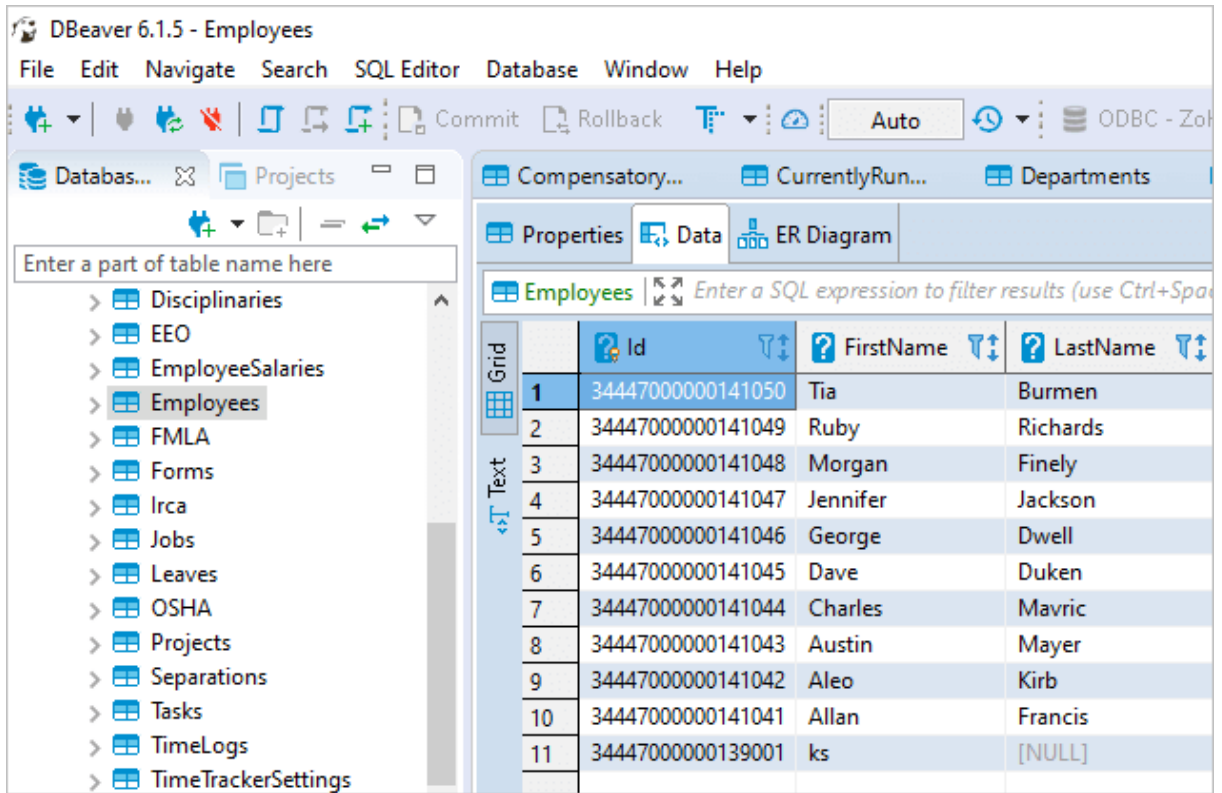 DBeaver 6.1.5 - Employees
File Edit Navigate Search SQL Editor Database Window Help
Commit Rollback Auto ODBC - Zoh
Databas... Projects
Compensatory... CurrentlyRun... Departments
Properties Data ER Diagram
Enter a part of table name here
Employees Enter a SQL expression to filter results (use Ctrl+Spac
Disciplinaries
EEO
EmployeeSalaries
Employees
FMLA
Forms
Irca
Jobs
Leaves
OSHA
Projects
Separations
Tasks
TimeLogs
TimeTrackerSettings
Grid
Text
Id FirstName LastName
1 34447000000141050 Tia Burmen
2 34447000000141049 Ruby Richards
3 34447000000141048 Morgan Finely
4 34447000000141047 Jennifer Jackson
5 34447000000141046 George Dwell
6 34447000000141045 Dave Duken
7 34447000000141044 Charles Mavric
8 34447000000141043 Austin Mayer
9 34447000000141042 Aleo Kirb
10 34447000000141041 Allan Francis
11 34447000000139001 ks [NULL]